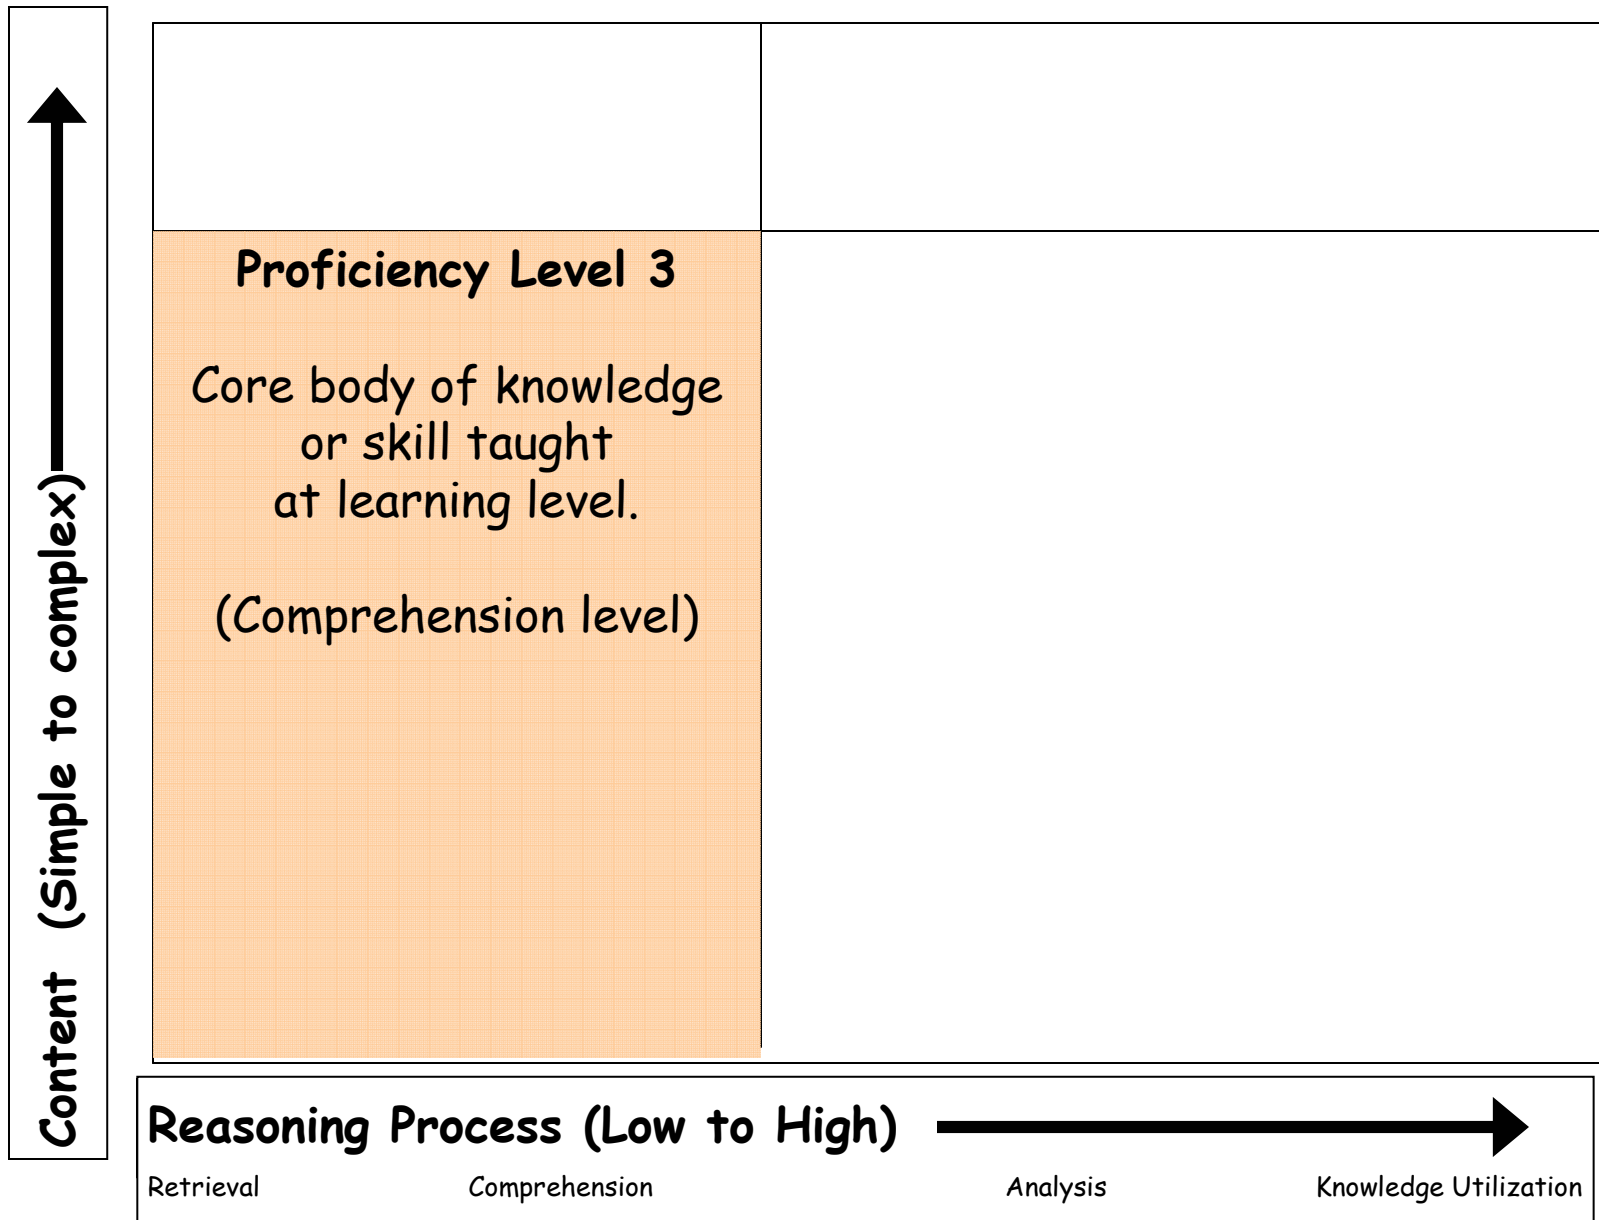 Content (Simple to complex)
Proficiency Level 3
Core body of knowledge
or skill taught
at learning level.
(Comprehension level)
Reasoning Process (Low to High)
Retrieval Comprehension Analysis Knowledge Utilization